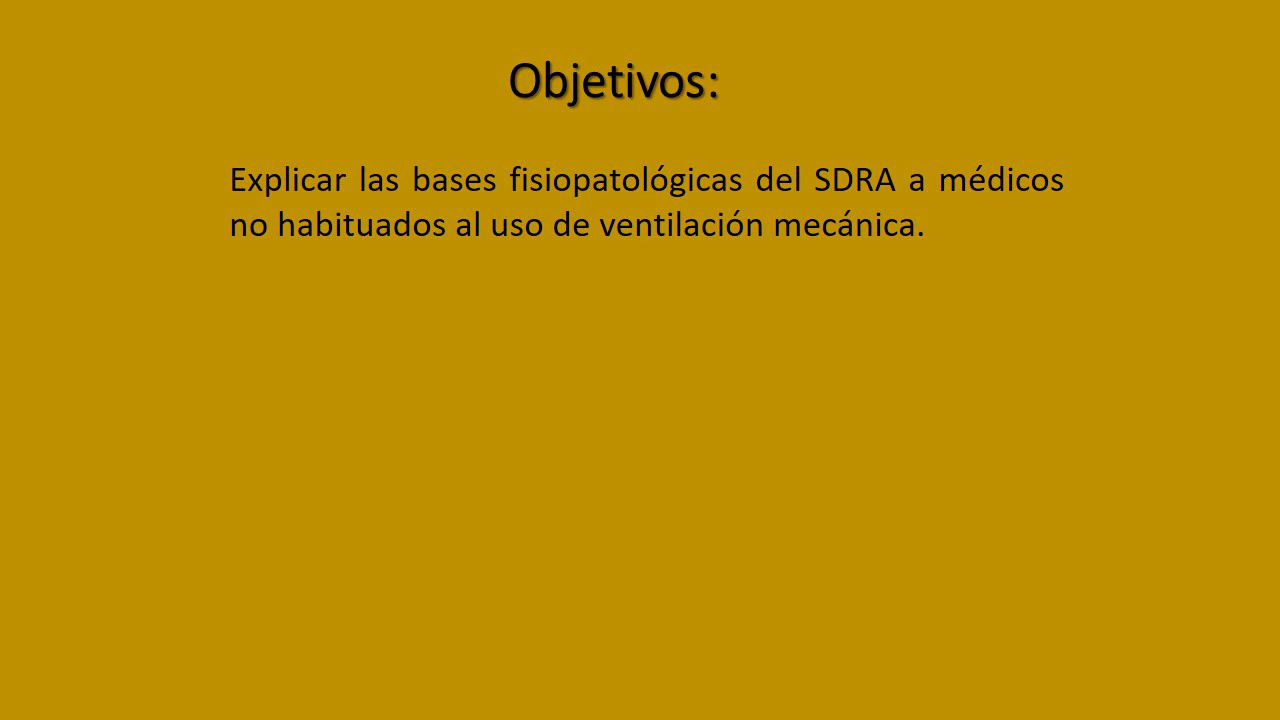 Objetivos:
Explicar las bases fisiopatológicas del SDRA a médicos
no habituados al uso de ventilación mecánica.